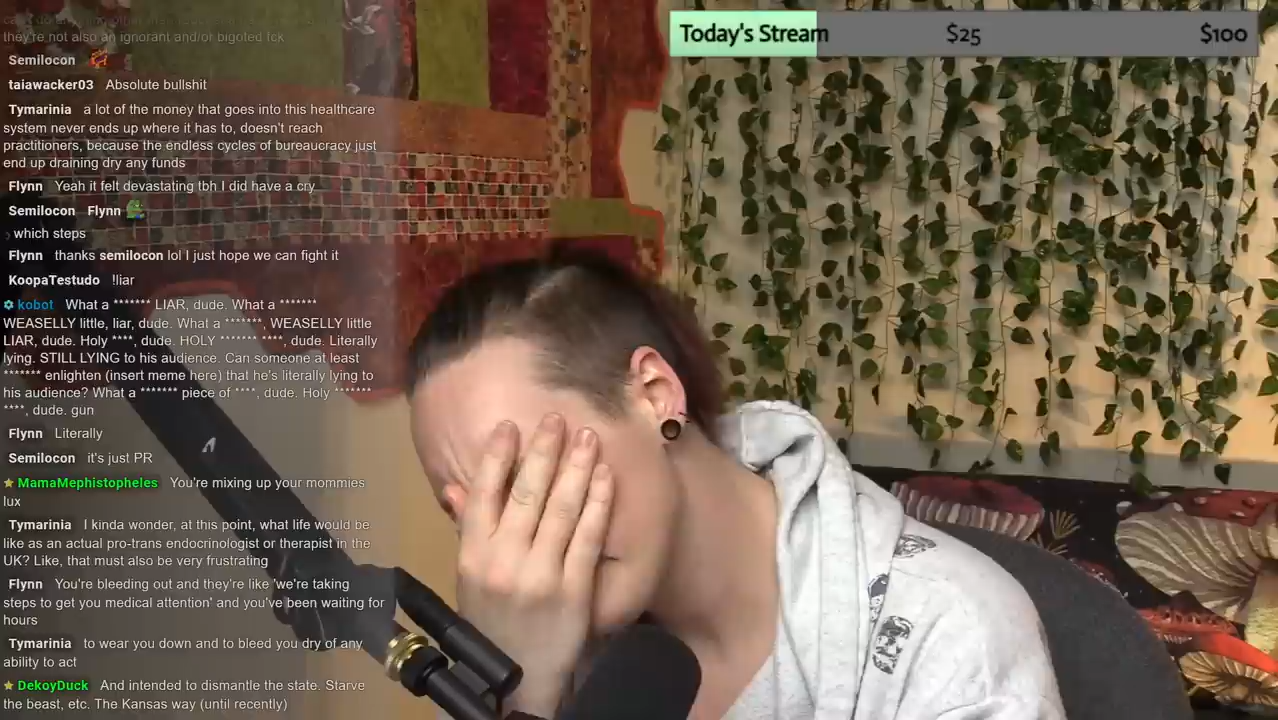 they're not also an ignorant and/or bigoted fck
Semilocon
taiawacker03 Absolute bullshit
Tymarinia a lot of the money that goes into this healthcare
system never ends up where it has to, doesn't reach
practitioners, because the endless cycles of bureaucracy just
end up draining dry any funds
Flynn Yeah it felt devastating tbh I did have a cry
Semilocon Flynn
which steps
Flynn thanks semilocon lol I just hope we can fight it
KoopaTestudo !liar
kobot What a ******* LIAR, dude. What a *******
WEASELLY little, liar, dude. What a *******, WEASELLY little
LIAR, dude. Holy ****, dude. HOLY ******* ****, dude. Literally
lying. STILL LYING to his audience. Can someone at least
******* enlighten (insert meme here) that he's literally lying to
his audience? What a ******* piece of ****, dude. Holy *******
****, dude. gun
Flynn Literally
Semilocon it's just PR
MamaMephistopheles You're mixing up your mommies
lux
Tymarinia I kinda wonder, at this point, what life would be
like as an actual pro-trans endocrinologist or therapist in the
UK? Like, that must also be very frustrating
Flynn You're bleeding out and they're like 'we're taking
steps to get you medical attention' and you've been waiting for
hours
Tymarinia to wear you down and to bleed you dry of any
ability to act
DekoyDuck And intended to dismantle the state. Starve
the beast, etc. The Kansas way (until recently)
Today's Stream $25 $100